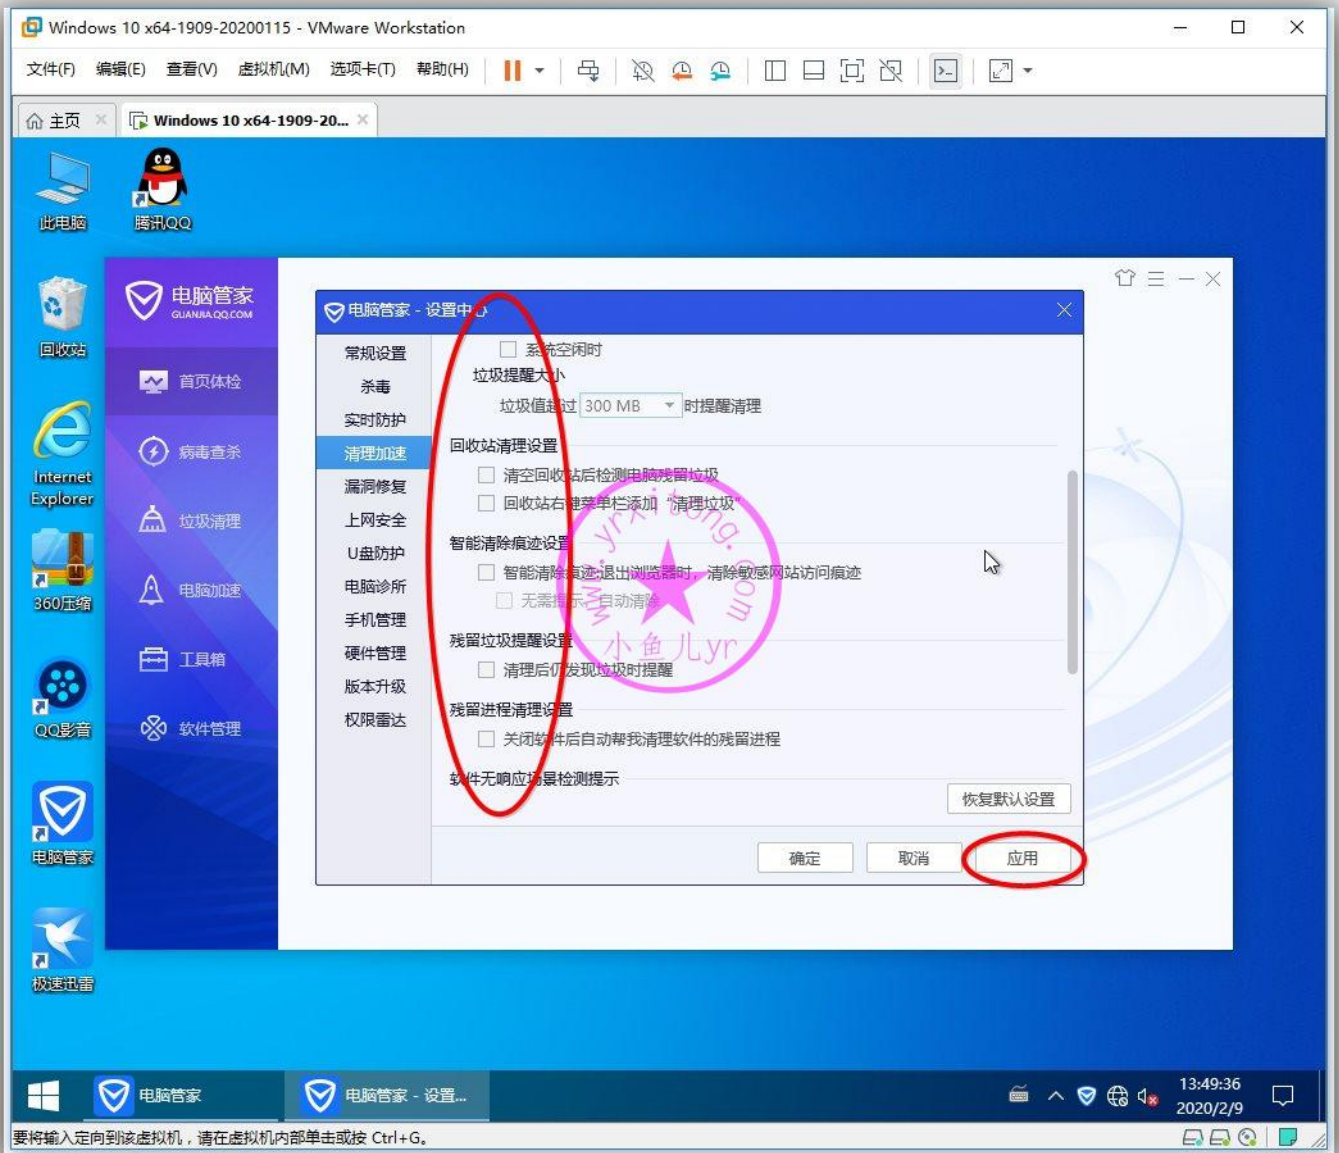 Windows 10 x64-1909-20200115 - VMware Workstation
文件(F) 编辑(E) 查看(V) 虚拟机(M) 选项卡(T) 帮助(H)
主页 Windows 10 x64-1909-20...
此电脑
腾讯QQ
回收站
Internet
Explorer
360压缩
QQ影音
电脑管家
极速迅雷
电脑管家
GUANJIA.QQ.COM
首页体检
病毒查杀
垃圾清理
电脑加速
工具箱
软件管理
电脑管家 - 设置中心
常规设置
杀毒
实时防护
清理加速
漏洞修复
上网安全
U盘防护
电脑诊所
手机管理
硬件管理
版本升级
权限雷达
系统空闲时
垃圾提醒大小
垃圾值超过 300 MB 时提醒清理
回收站清理设置
清空回收站后检测电脑残留垃圾
回收站右键菜单栏添加“清理垃圾”
智能清除痕迹设置
智能清除痕迹:退出浏览器时，清除敏感网站访问痕迹
无需提示，自动清除
残留垃圾提醒设置
清理后仍发现垃圾时提醒
残留进程清理设置
关闭软件后自动帮我清理软件的残留进程
软件无响应场景检测提示
恢复默认设置
确定 取消 应用
www.yrxitong.com
小鱼儿yr
电脑管家 电脑管家 - 设置...
13:49:36
2020/2/9
要将输入定向到该虚拟机，请在虚拟机内部单击或按 Ctrl+G。